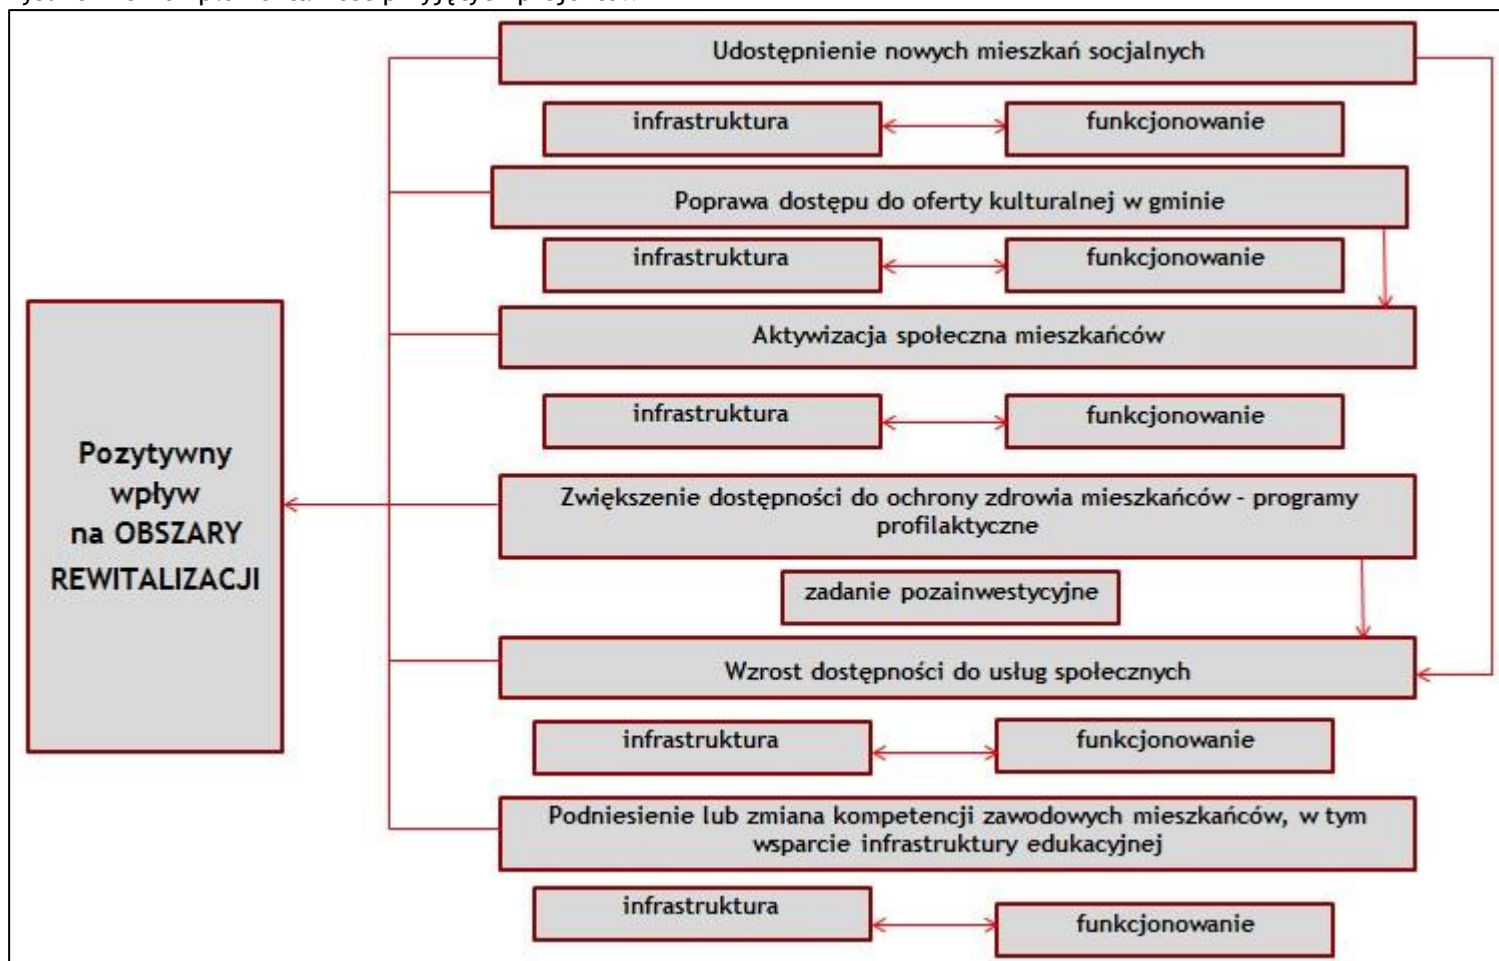 Udostępnienie nowych mieszkań socjalnych
infrastruktura
funkcjonowanie
Poprawa dostępu do oferty kulturalnej w gminie
infrastruktura
funkcjonowanie
Aktywizacja społeczna mieszkańców
infrastruktura
funkcjonowanie
Pozytywny
wpływ
na OBSZARY
REWITALIZACJI
Zwiększenie dostępności do ochrony zdrowia mieszkańców - programy
profilaktyczne
zadanie pozainwestycyjne
Wzrost dostępności do usług społecznych
infrastruktura
funkcjonowanie
Podniesienie lub zmiana kompetencji zawodowych mieszkańców, w tym
wsparcie infrastruktury edukacyjnej
infrastruktura
funkcjonowanie